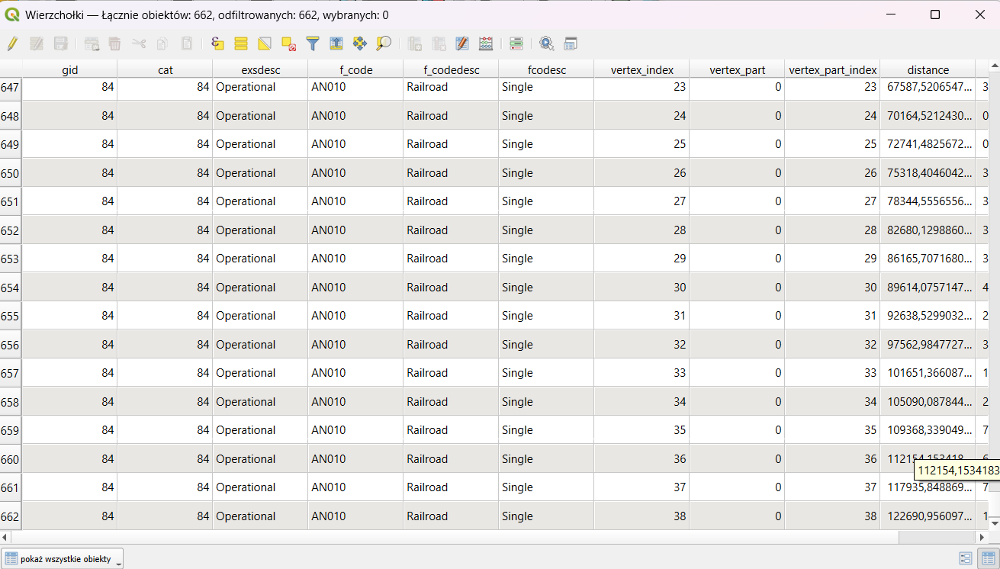 Wierzchołki — Łącznie obiektów: 662, odfiltrowanych: 662, wybranych: 0
gid cat exsdesc f_code f_codedesc fcodesc vertex_index vertex_part vertex_part_index distance
647 84 84 Operational AN010 Railroad Single 23 0 23 67587,5206547... 3
648 84 84 Operational AN010 Railroad Single 24 0 24 70164,5212430... 0
649 84 84 Operational AN010 Railroad Single 25 0 25 72741,4825672... 0
650 84 84 Operational AN010 Railroad Single 26 0 26 75318,4046042... 3
651 84 84 Operational AN010 Railroad Single 27 0 27 78344,5556556... 3
652 84 84 Operational AN010 Railroad Single 28 0 28 82680,1298860... 3
653 84 84 Operational AN010 Railroad Single 29 0 29 86165,7071680... 3
654 84 84 Operational AN010 Railroad Single 30 0 30 89614,0757147... 4
655 84 84 Operational AN010 Railroad Single 31 0 31 92638,5299032... 2
656 84 84 Operational AN010 Railroad Single 32 0 32 97562,9847727... 3
657 84 84 Operational AN010 Railroad Single 33 0 33 101651,366087... 1
658 84 84 Operational AN010 Railroad Single 34 0 34 105090,087844... 2
659 84 84 Operational AN010 Railroad Single 35 0 35 109368,339049... 7
660 84 84 Operational AN010 Railroad Single 36 0 36
112154,1534183
661 84 84 Operational AN010 Railroad Single 37 0 37 117935,848869... 7
662 84 84 Operational AN010 Railroad Single 38 0 38 122690,956097... 1
pokaż wszystkie obiekty